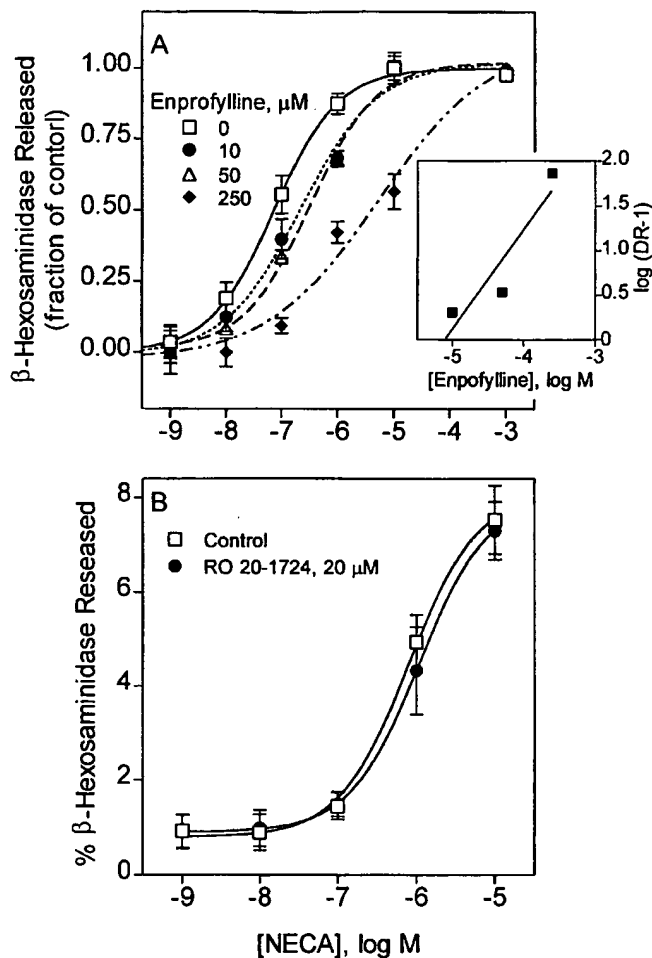 A
β-Hexosaminidase Released
(fraction of contorl)
1.00
0.75
0.50
0.25
0.00
Enprofylline, μM
0
10
50
250
-9 -8 -7 -6 -5 -4 -3
2.0
1.5
1.0
0.5
0
log (DR-1)
-5 -4 -3
[Enpofylline], log M
B
% β-Hexosaminidase Reseased
8
6
4
2
0
Control
RO 20-1724, 20 μM
-9 -8 -7 -6 -5
[NECA], log M